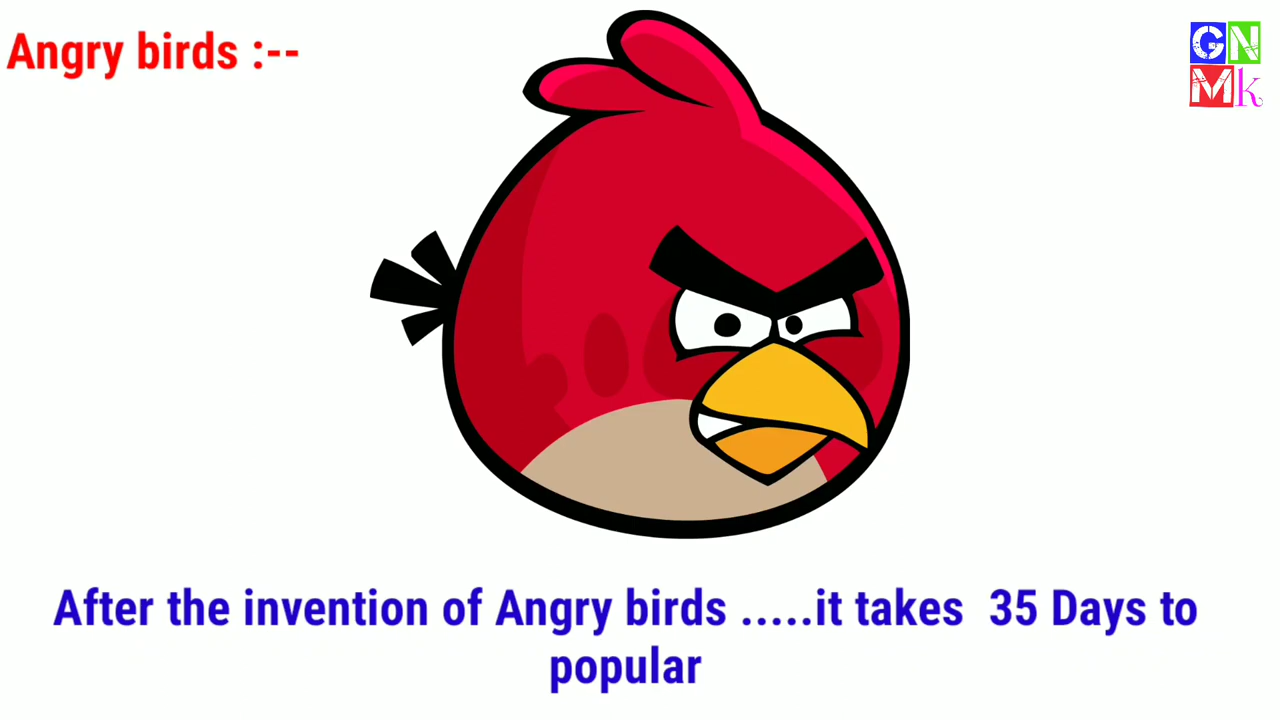 Angry birds :--
GN
Mk
After the invention of Angry birds .....it takes  35 Days to
popular